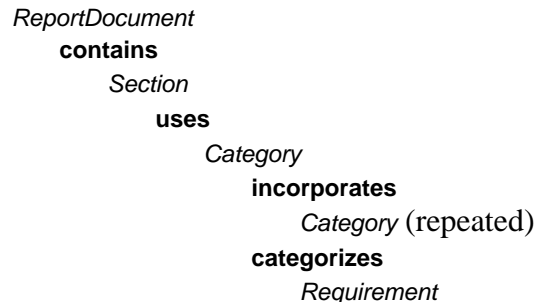 ReportDocument
contains
Section
uses
Category
incorporates
Category (repeated)
categorizes
Requirement